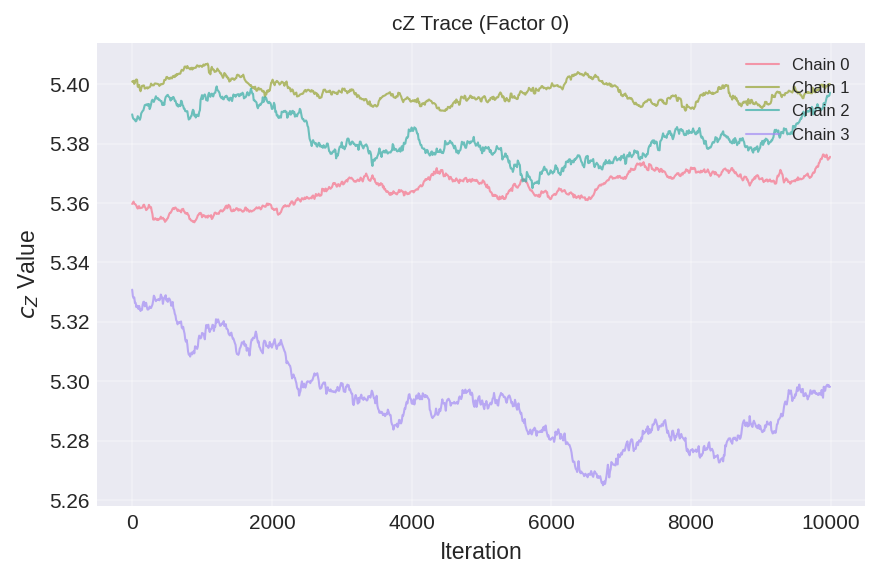 cZ Trace (Factor 0)
Chain 0
Chain 1
Chain 2
Chain 3
5.40
5.38
5.36
5.34
5.32
5.30
5.28
5.26
cZ Value
0 2000 4000 6000 8000 10000
Iteration